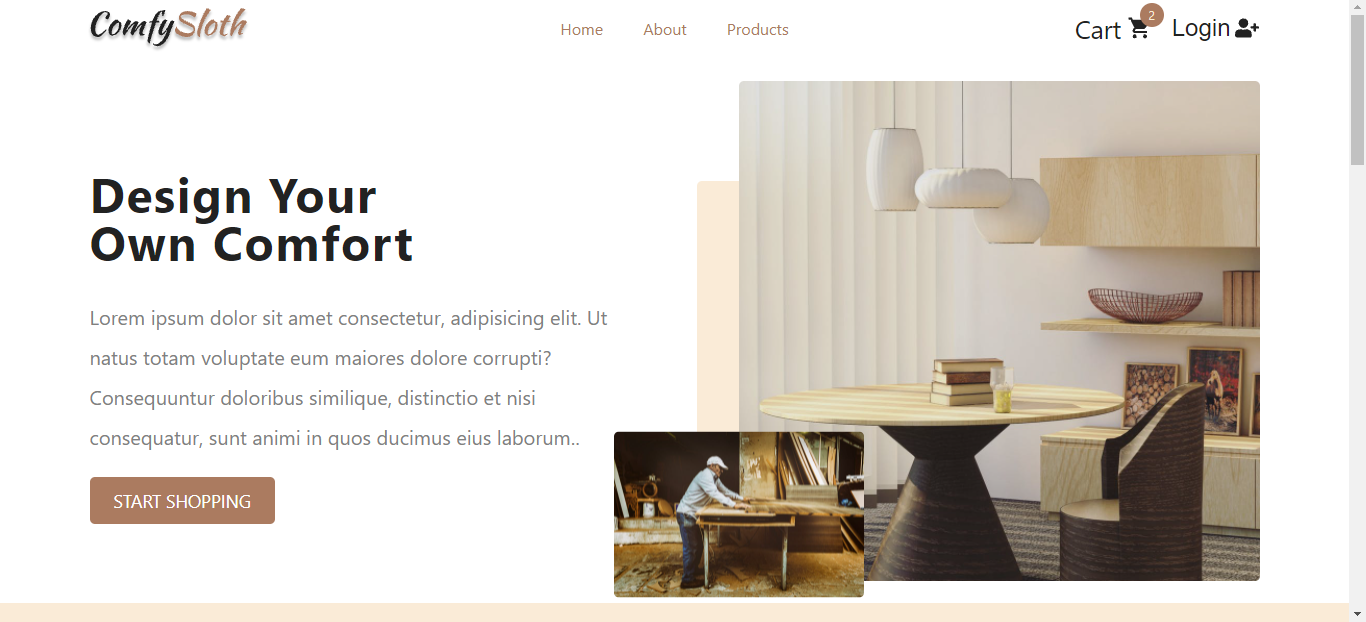 ComfySloth
Home
About
Products
Cart
2
Login
Design Your
Own Comfort
Lorem ipsum dolor sit amet consectetur, adipisicing elit. Ut
natus totam voluptate eum maiores dolore corrupti?
Consequuntur doloribus similique, distinctio et nisi
consequatur, sunt animi in quos ducimus eius laborum..
START SHOPPING